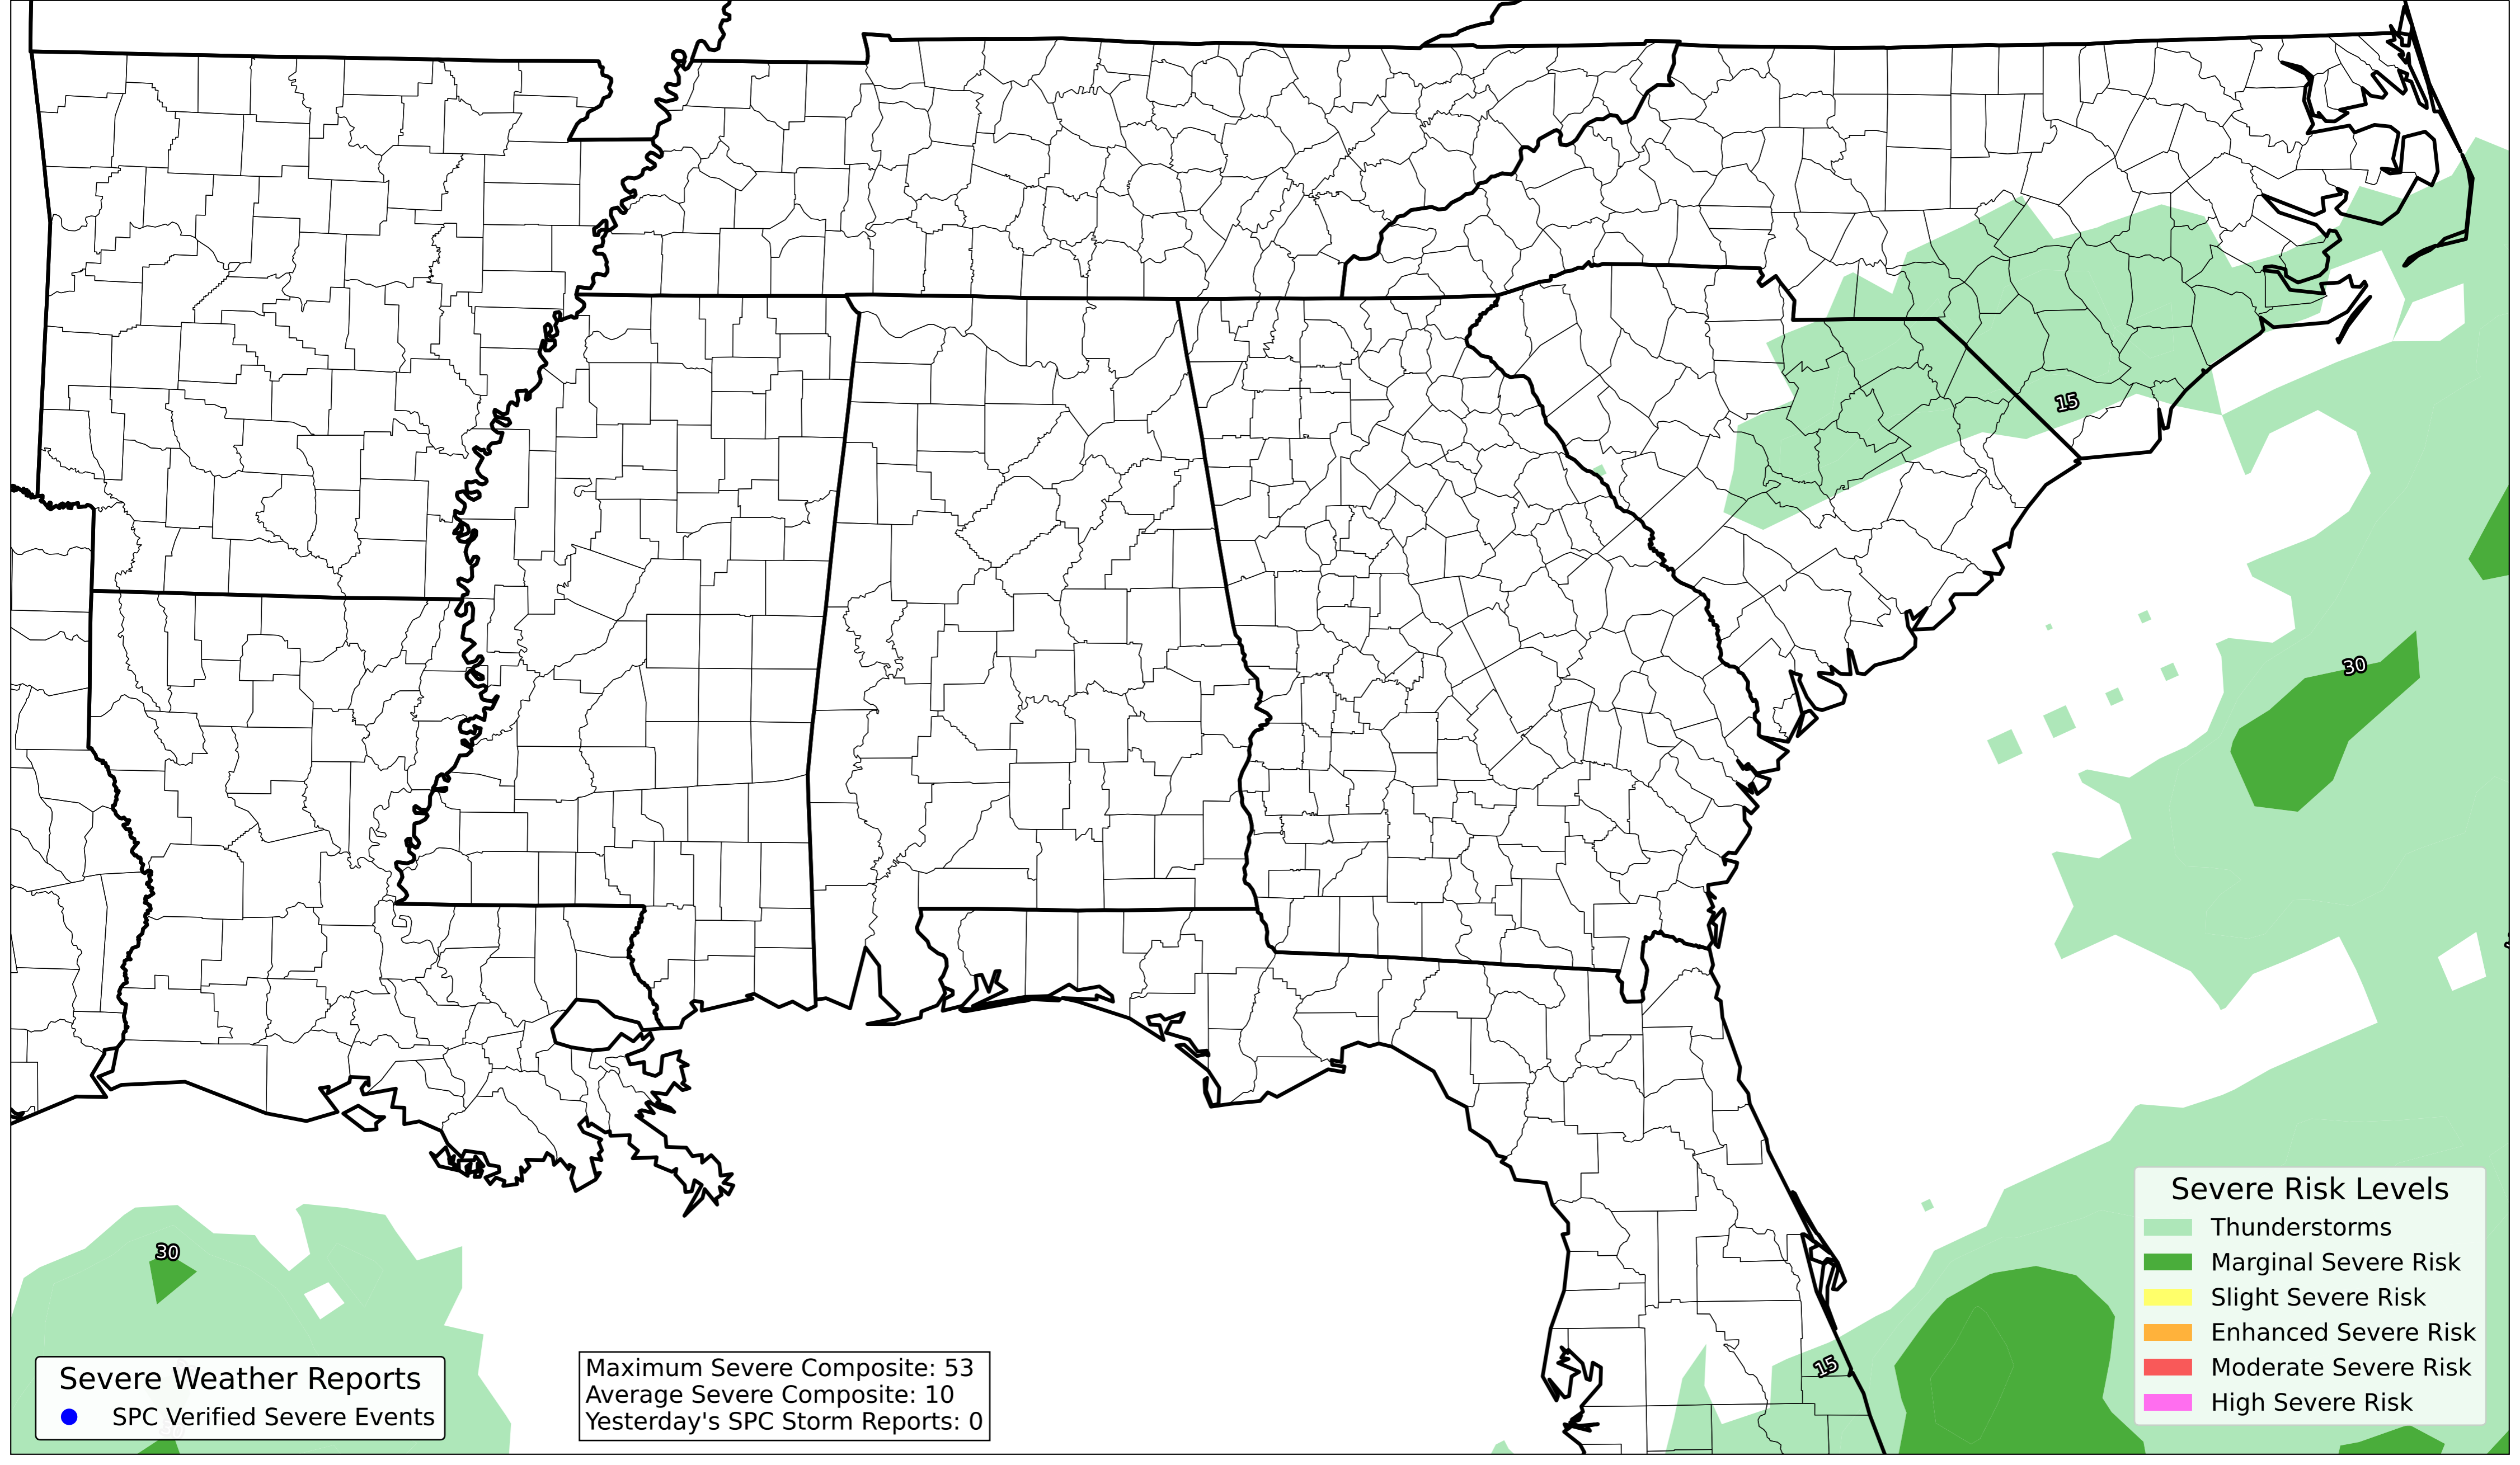 15
30
30
15
Severe Risk Levels
Thunderstorms
Marginal Severe Risk
Slight Severe Risk
Enhanced Severe Risk
Moderate Severe Risk
High Severe Risk
Severe Weather Reports
SPC Verified Severe Events
Maximum Severe Composite: 53
Average Severe Composite: 10
Yesterday's SPC Storm Reports: 0